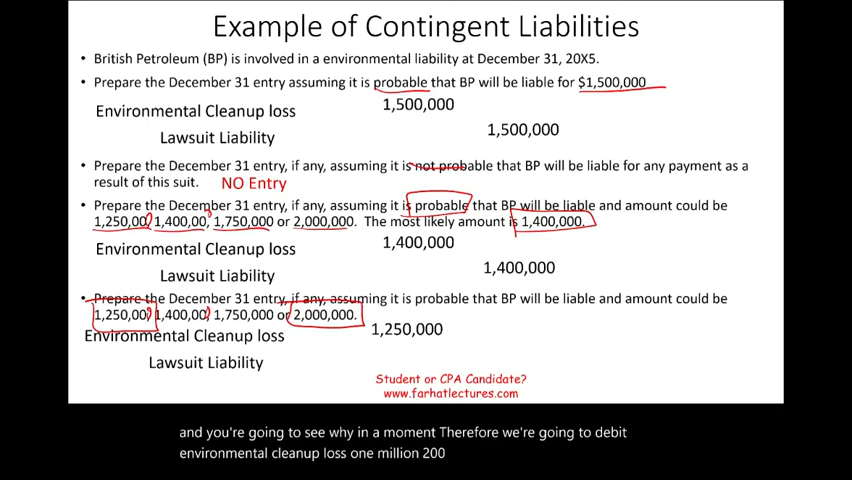 Example of Contingent Liabilities
• British Petroleum (BP) is involved in a environmental liability at December 31, 20X5.
• Prepare the December 31 entry assuming it is probable that BP will be liable for $1,500,000
Environmental Cleanup loss 1,500,000
Lawsuit Liability 1,500,000
• Prepare the December 31 entry, if any, assuming it is not probable that BP will be liable for any payment as a
result of this suit. NO Entry
• Prepare the December 31 entry, if any, assuming it is probable that BP will be liable and amount could be
1,250,00, 1,400,00, 1,750,000 or 2,000,000. The most likely amount is 1,400,000.
Environmental Cleanup loss 1,400,000
Lawsuit Liability 1,400,000
• Prepare the December 31 entry, if any, assuming it is probable that BP will be liable and amount could be
1,250,00, 1,400,00, 1,750,000 or 2,000,000.
Environmental Cleanup loss 1,250,000
Lawsuit Liability
Student or CPA Candidate?
www.farhatlectures.com
and you're going to see why in a moment Therefore we're going to debit
environmental cleanup loss one million 200